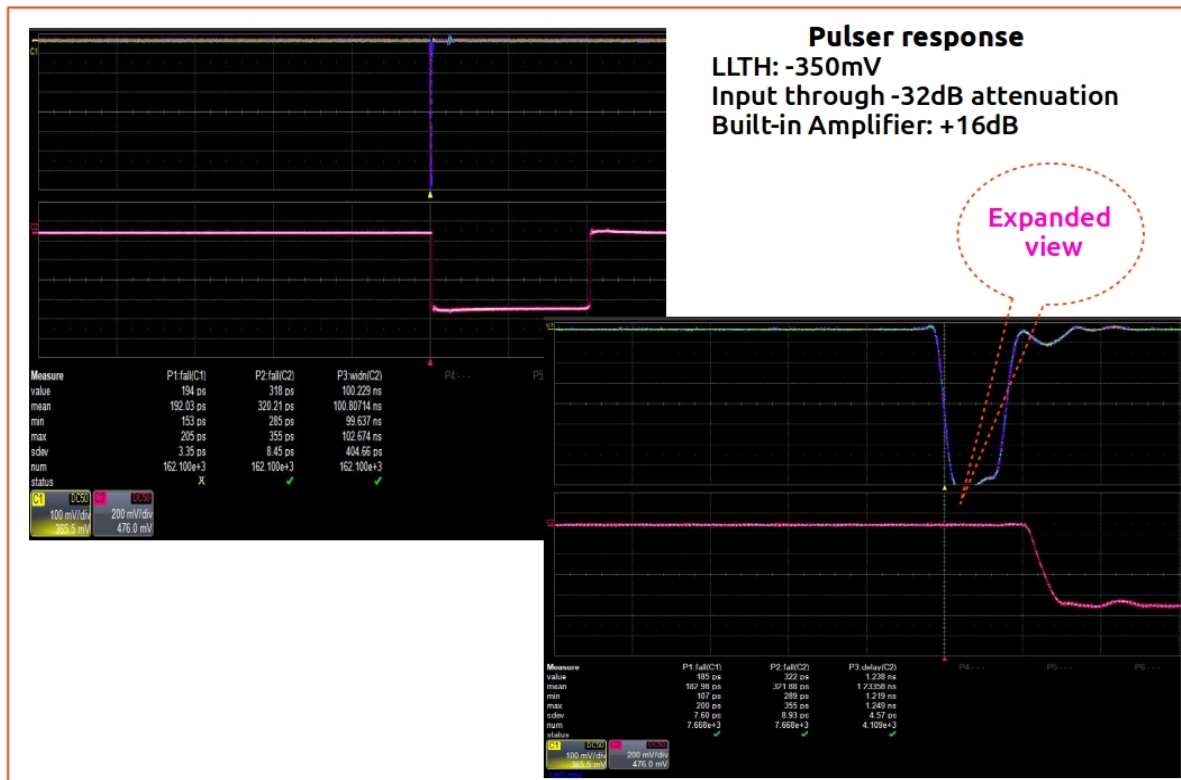 Pulser response
LLTH: -350mV
Input through -32dB attenuation
Built-in Amplifier: +16dB
Expanded
view
C1
Measure P1:fall(C1) P2:fall(C2) P3:widn(C2) P4:--- P5
value 194 ps 318 ps 100.229 ns
mean 192.03 ps 320.21 ps 100.80714 ns
min 153 ps 285 ps 99.637 ns
max 205 ps 355 ps 102.674 ns
sdev 3.35 ps 8.45 ps 404.66 ps
num 162.100e+3 162.100e+3 162.100e+3
status
C1 DC50 C2 DC50
100 mV/div 200 mV/div
365.5 mV 476.0 mV
Measure P1:fall(C1) P2:fall(C2) P3:delay(C2) P4:--- P5:--- P6:---
value 185 ps 322 ps 1.238 ns
mean 182.98 ps 321.88 ps 1.23358 ns
min 107 ps 289 ps 1.219 ns
max 200 ps 355 ps 1.249 ns
sdev 7.60 ps 8.93 ps 4.57 ps
num 7.668e+3 7.668e+3 4.109e+3
status
C1 DC50 C2 DC50
100 mV/div 200 mV/div
365.5 mV 476.0 mV